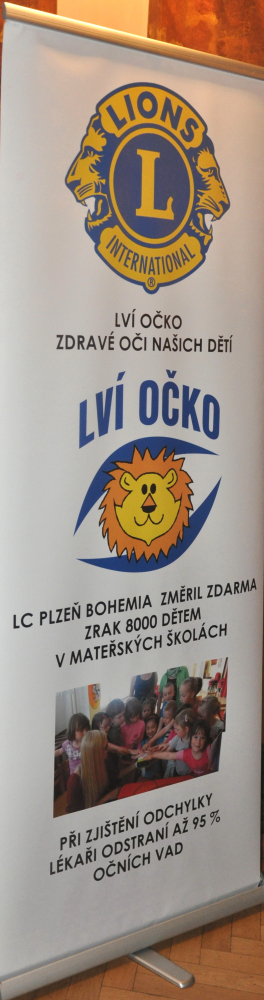 LIONS
L
INTERNATIONAL
®
LVÍ OČKO
ZDRAVÉ OČI NAŠICH DĚTÍ
LVÍ OČKO
LC PLZEŇ BOHEMIA ZMĚRIL ZDARMA
ZRAK 8000 DĚTEM
V MATEŘSKÝCH ŠKOLÁCH
PŘI ZJIŠTĚNÍ ODCHYLKY
LÉKAŘI ODSTRANÍ AŽ 95 %
OČNÍCH VAD